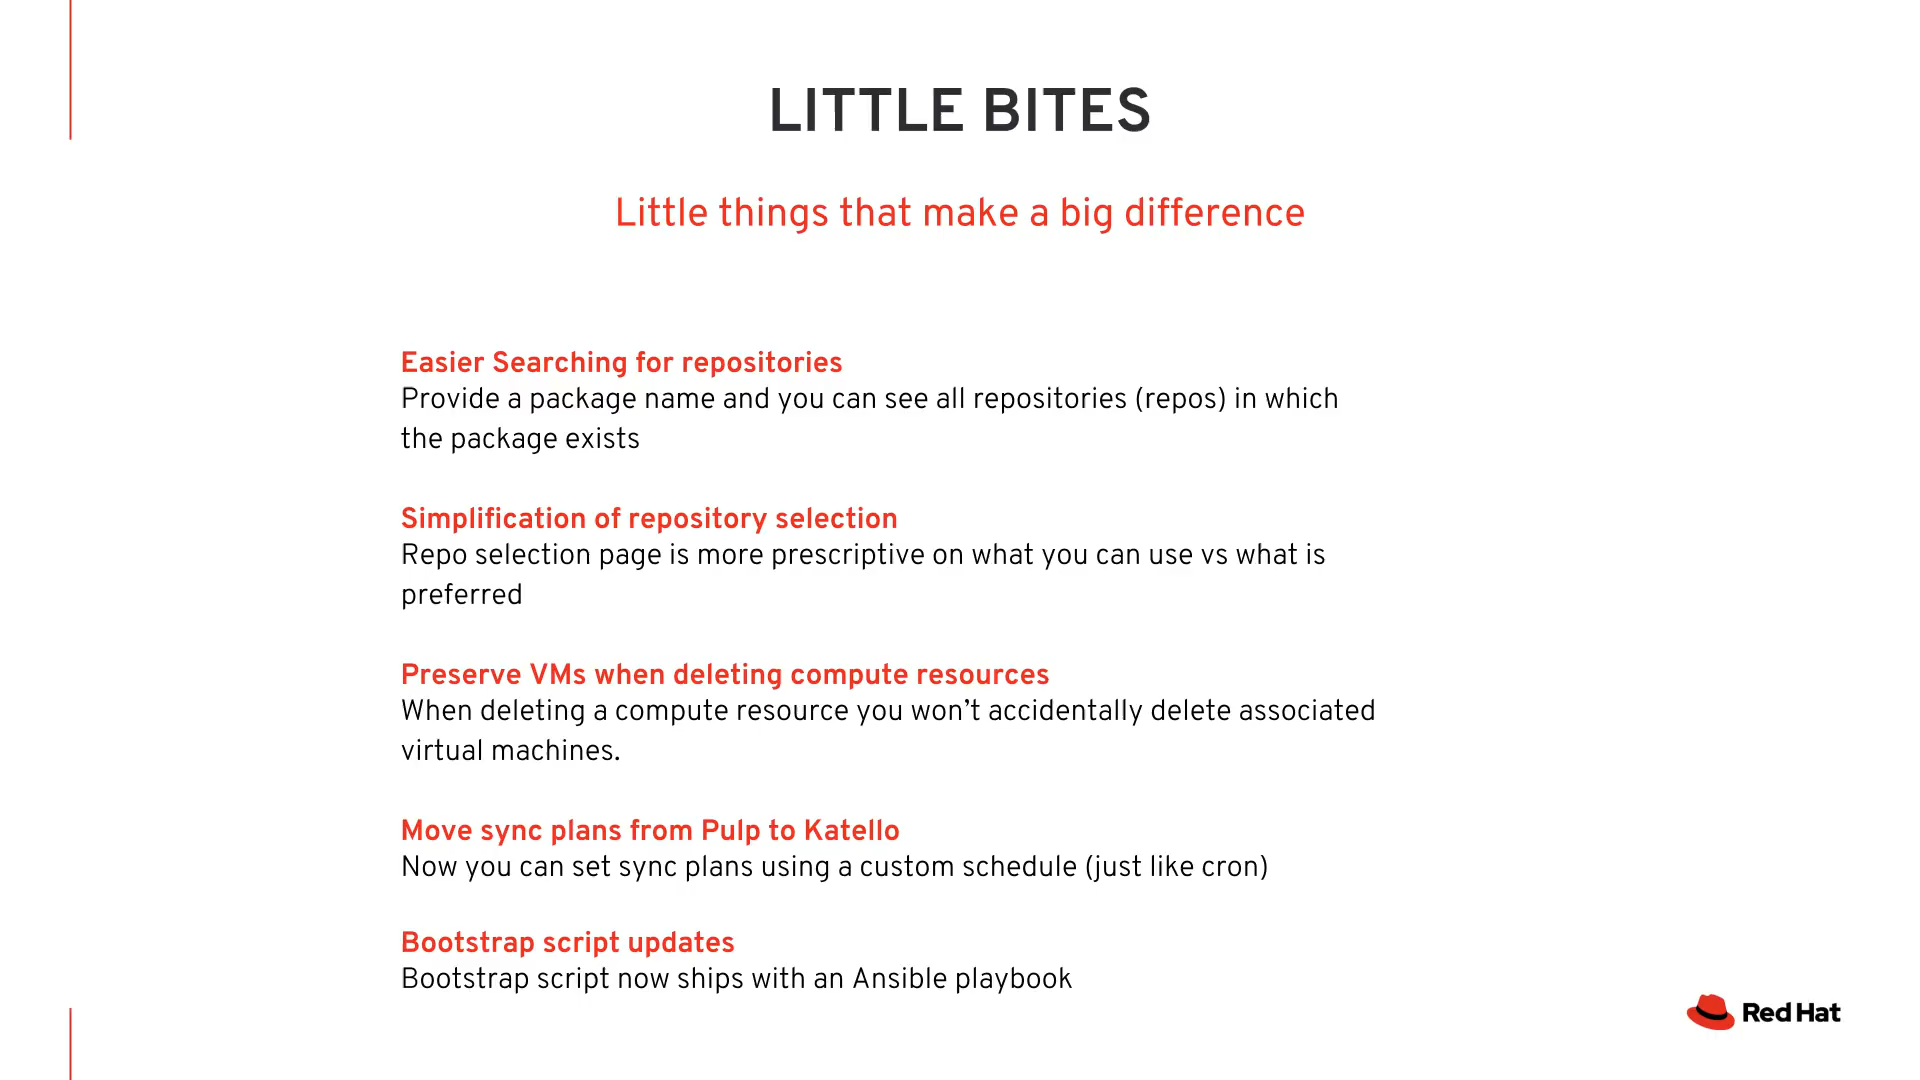 LITTLE BITES
Little things that make a big difference
Easier Searching for repositories
Provide a package name and you can see all repositories (repos) in which
the package exists
Simplification of repository selection
Repo selection page is more prescriptive on what you can use vs what is
preferred
Preserve VMs when deleting compute resources
When deleting a compute resource you won’t accidentally delete associated
virtual machines.
Move sync plans from Pulp to Katello
Now you can set sync plans using a custom schedule (just like cron)
Bootstrap script updates
Bootstrap script now ships with an Ansible playbook
Red Hat